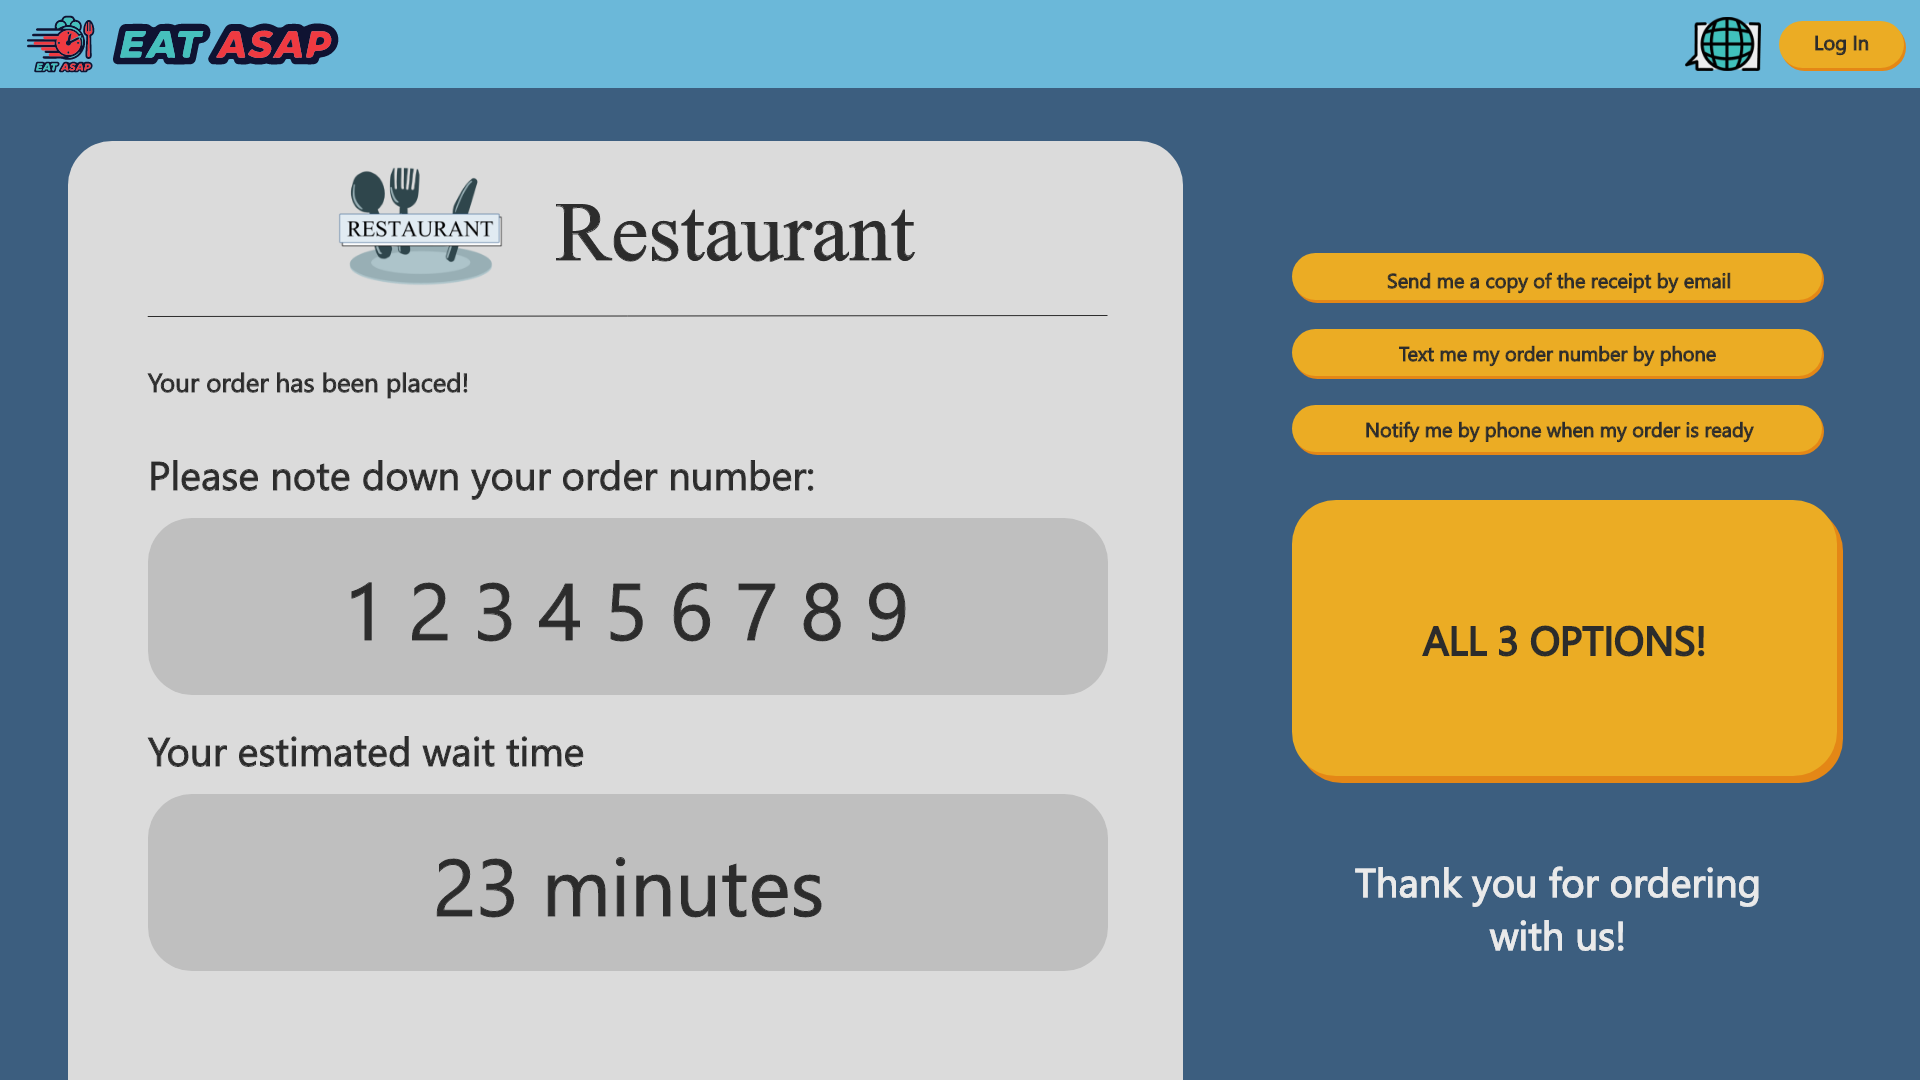 EAT ASAP
EAT ASAP
Log In
RESTAURANT
Restaurant
Your order has been placed!
Please note down your order number:
1 2 3 4 5 6 7 8 9
Your estimated wait time
23 minutes
Send me a copy of the receipt by email
Text me my order number by phone
Notify me by phone when my order is ready
ALL 3 OPTIONS!
Thank you for ordering
with us!